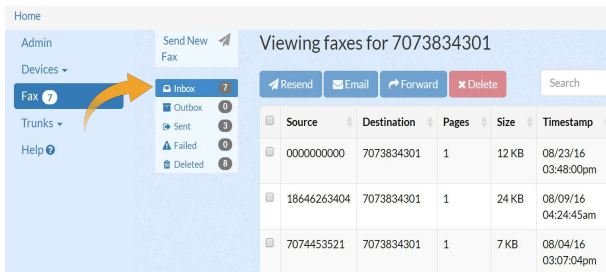 Home
Admin
Devices
Fax 7
Trunks
Help
Send New
Fax
Inbox 7
Outbox 0
Sent 3
Failed 0
Deleted 8
Viewing faxes for 7073834301
Resend Email Forward Delete Search
Source Destination Pages Size Timestamp
0000000000 7073834301 1 12 KB 08/23/16
03:48:00pm
18646263404 7073834301 1 24 KB 08/09/16
04:24:45am
7074453521 7073834301 1 7 KB 08/04/16
03:07:04pm